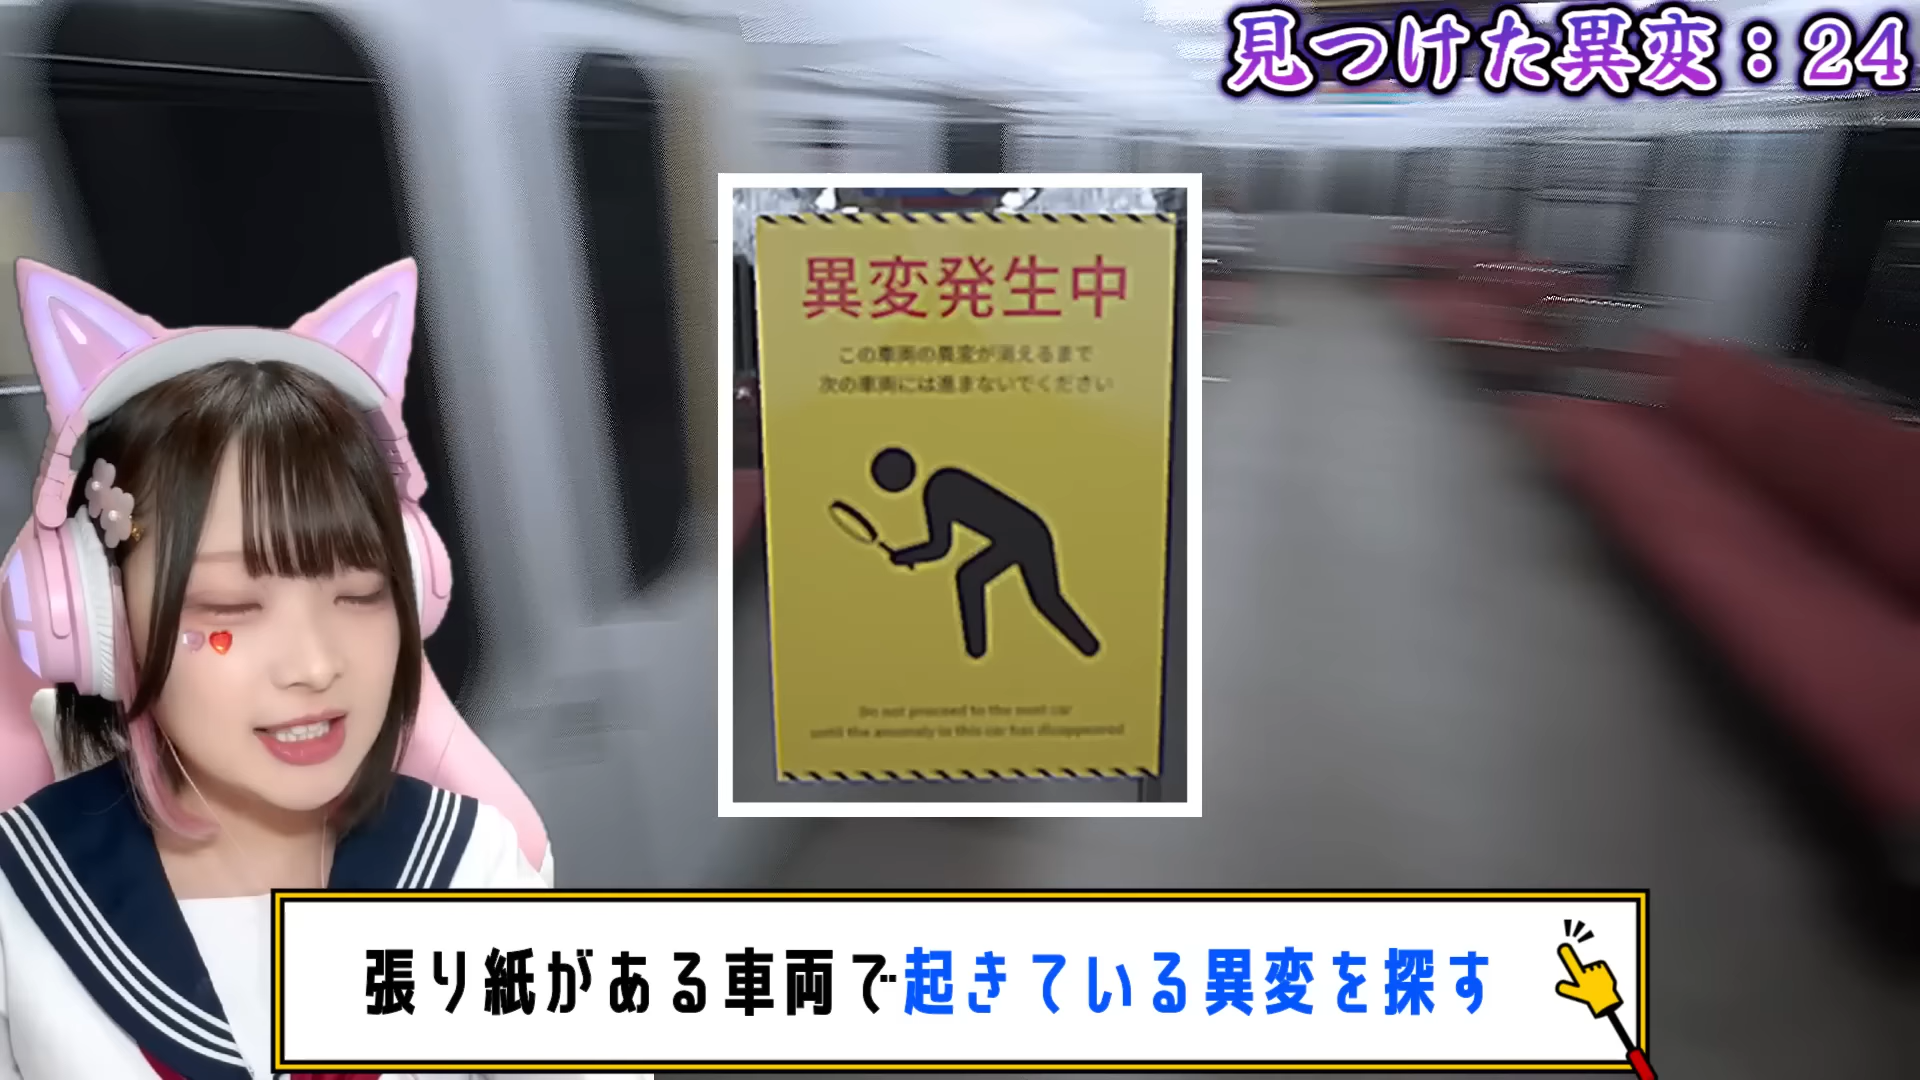 見つけた異変：24
異変発生中
この車両の異変が消えるまで
次の車両には進まないでください
Do not proceed to the next car
until the anomaly in this car has disappeared
張り紙がある車両で起きている異変を探す